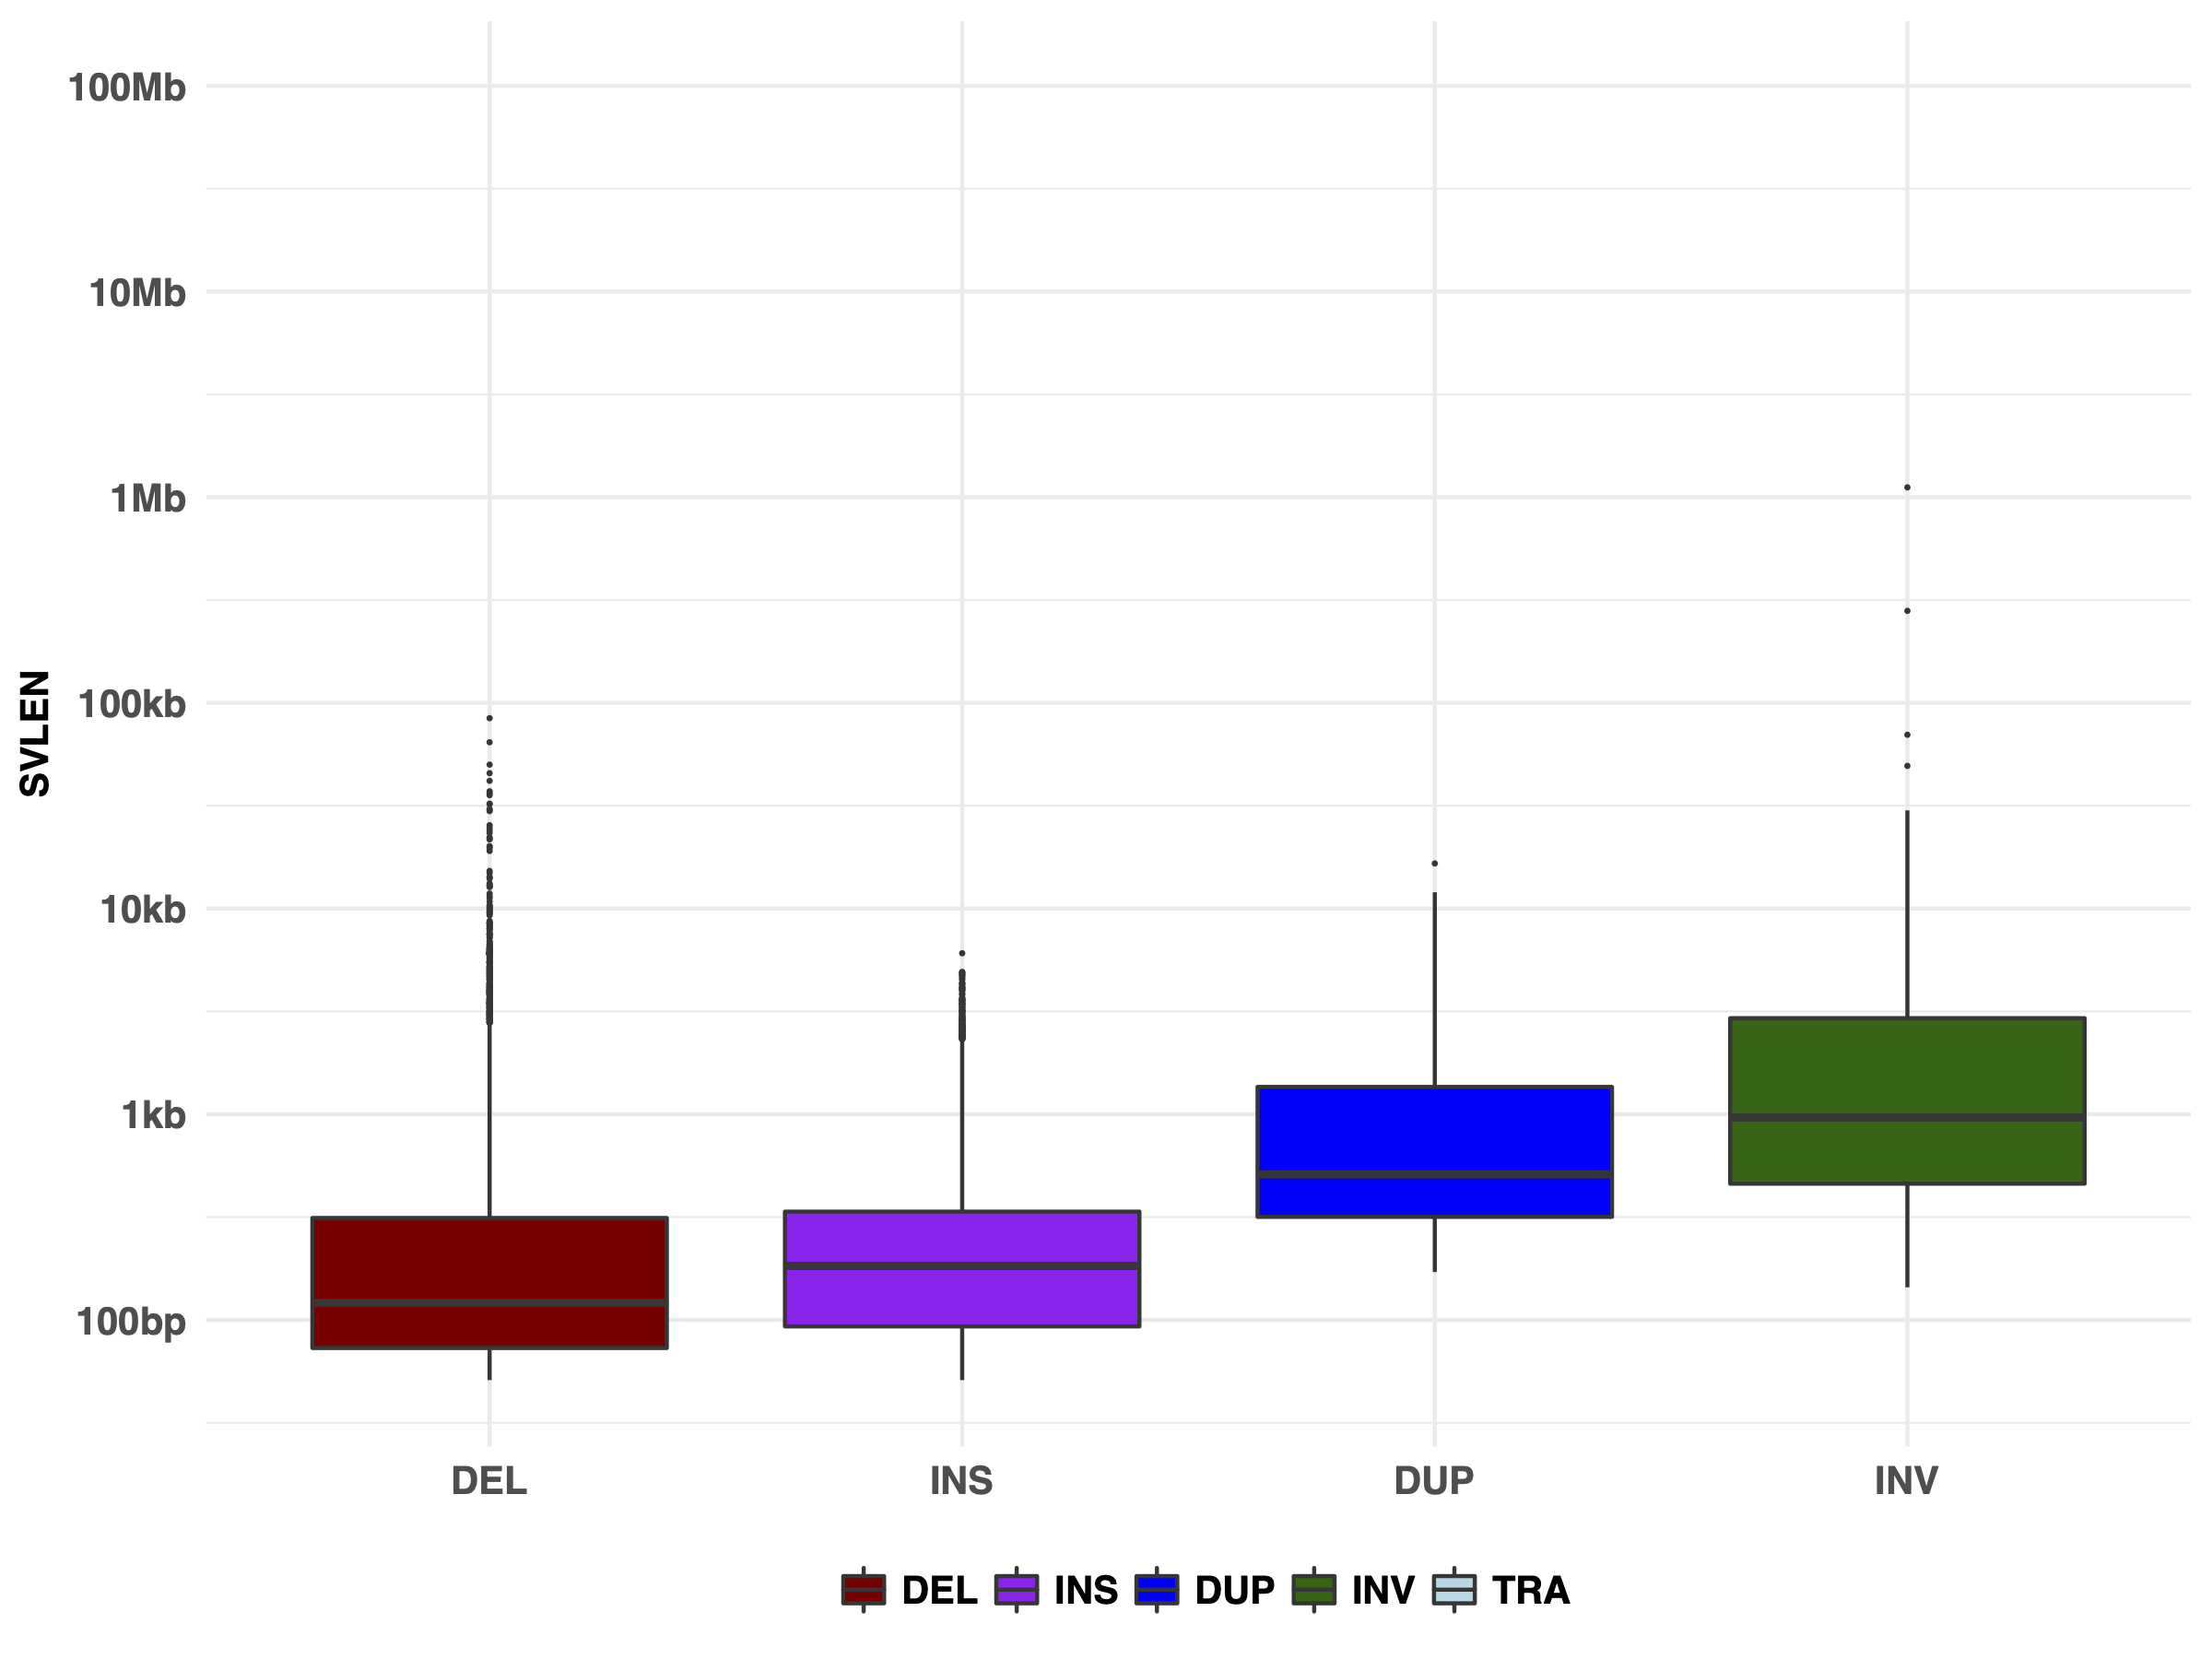 SVLEN
100Mb
10Mb
1Mb
100kb
10kb
1kb
100bp
DEL INS DUP INV
DEL INS DUP INV TRA